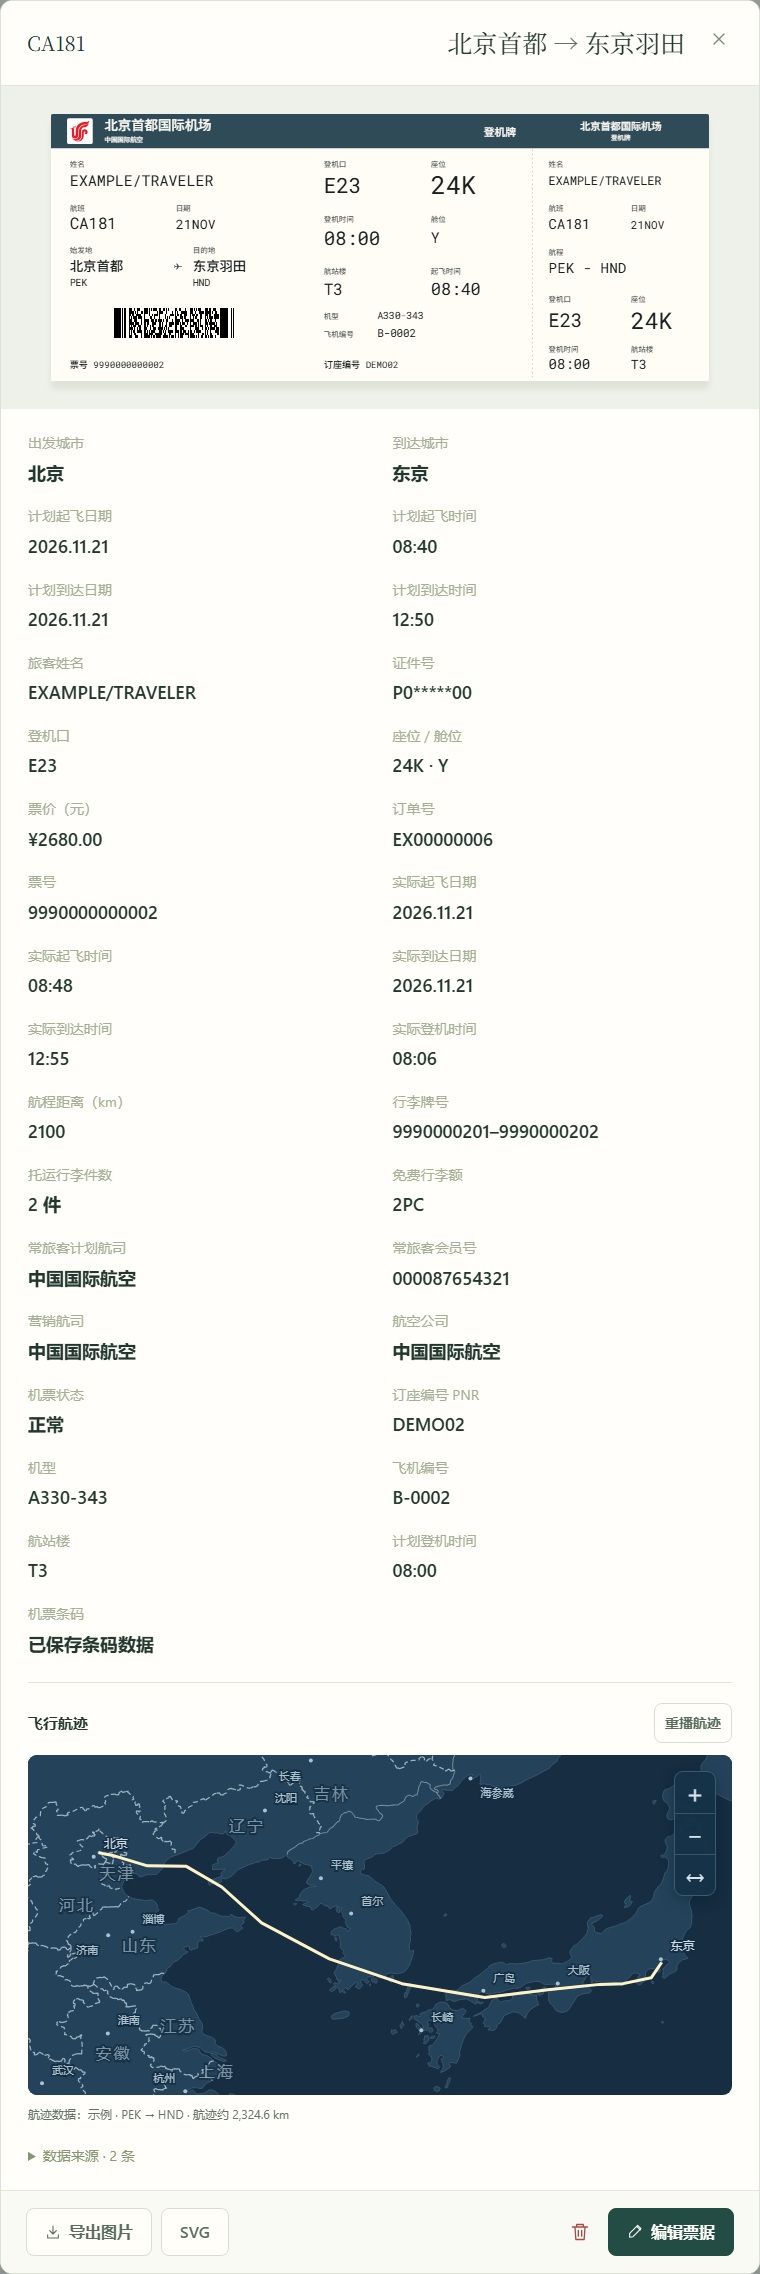 CA181
北京首都 → 东京羽田
北京首都国际机场
中国国际航空
登机牌
北京首都国际机场
登机牌
姓名
EXAMPLE/TRAVELER
航班
日期
CA181
21NOV
始发地
目的地
北京首都
东京羽田
PEK
HND
票号 9990000000002
登机口
座位
E23
24K
登机时间
舱位
08:00
Y
航站楼
起飞时间
T3
08:40
机型 A330-343
飞机编号 B-0002
订座编号 DEMO02
姓名
EXAMPLE/TRAVELER
航班
日期
CA181
21NOV
航程
PEK - HND
登机口
座位
E23
24K
登机时间
航站楼
08:00
T3
出发城市
到达城市
北京
东京
计划起飞日期
计划起飞时间
2026.11.21
08:40
计划到达日期
计划到达时间
2026.11.21
12:50
旅客姓名
证件号
EXAMPLE/TRAVELER
P0*****00
登机口
座位 / 舱位
E23
24K · Y
票价（元）
订单号
¥2680.00
EX00000006
票号
实际起飞日期
9990000000002
2026.11.21
实际起飞时间
实际到达日期
08:48
2026.11.21
实际到达时间
实际登机时间
12:55
08:06
航程距离（km）
行李牌号
2100
9990000201–9990000202
托运行李件数
免费行李额
2 件
2PC
常旅客计划航司
常旅客会员号
中国国际航空
000087654321
营销航司
航空公司
中国国际航空
中国国际航空
机票状态
订座编号 PNR
正常
DEMO02
机型
飞机编号
A330-343
B-0002
航站楼
计划登机时间
T3
08:00
机票条码
已保存条码数据
飞行航迹
重播航迹
长春
吉林
沈阳
海参崴
辽宁
北京
天津
平壤
河北
首尔
淄博
济南
山东
东京
广岛
大阪
长崎
淮南
江苏
安徽
武汉
杭州
上海
航迹数据：示例 · PEK → HND · 航迹约 2,324.6 km
▶ 数据来源 · 2 条
导出图片
SVG
编辑票据